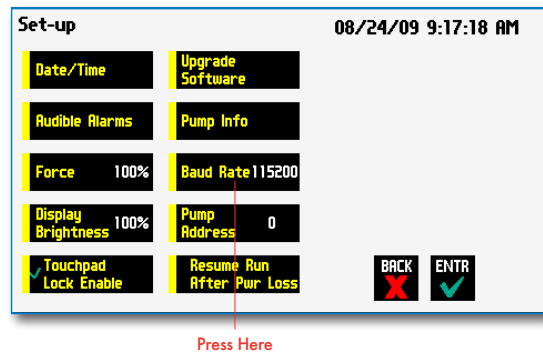 Set-up 08/24/09 9:17:18 AM
Date/Time
Upgrade
Software
Audible Alarms
Pump Info
Force 100%
Baud Rate 115200
Display
Brightness 100%
Pump
Address 0
Touchpad
Lock Enable
Resume Run
After Pwr Loss
BACK
ENTR
Press Here